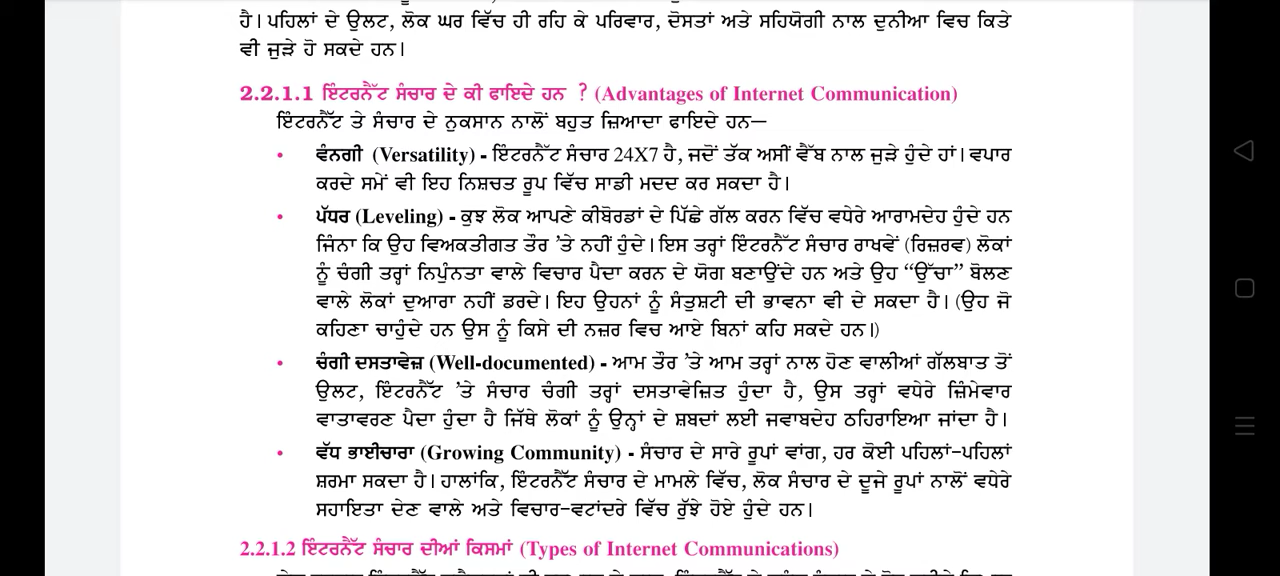 ਹੈ। ਪਹਿਲਾਂ ਦੇ ਉਲਟ, ਲੋਕ ਘਰ ਵਿੱਚ ਹੀ ਰਹਿ ਕੇ ਪਰਿਵਾਰ, ਦੋਸਤਾਂ ਅਤੇ ਸਹਿਯੋਗੀ ਨਾਲ ਦੁਨੀਆ ਵਿਚ ਕਿਤੇ
ਵੀ ਜੁੜੇ ਹੋ ਸਕਦੇ ਹਨ।
2.2.1.1 ਇੰਟਰਨੈੱਟ ਸੰਚਾਰ ਦੇ ਕੀ ਫਾਇਦੇ ਹਨ ? (Advantages of Internet Communication)
ਇੰਟਰਨੈੱਟ ਤੇ ਸੰਚਾਰ ਦੇ ਨੁਕਸਾਨ ਨਾਲੋਂ ਬਹੁਤ ਜ਼ਿਆਦਾ ਫਾਇਦੇ ਹਨ—
• ਵੰਨਗੀ (Versatility) - ਇੰਟਰਨੈੱਟ ਸੰਚਾਰ 24X7 ਹੈ, ਜਦੋਂ ਤੱਕ ਅਸੀਂ ਵੈੱਬ ਨਾਲ ਜੁੜੇ ਹੁੰਦੇ ਹਾਂ। ਵਪਾਰ
ਕਰਦੇ ਸਮੇਂ ਵੀ ਇਹ ਨਿਸ਼ਚਤ ਰੂਪ ਵਿੱਚ ਸਾਡੀ ਮਦਦ ਕਰ ਸਕਦਾ ਹੈ।
• ਪੱਧਰ (Leveling) - ਕੁਝ ਲੋਕ ਆਪਣੇ ਕੀਬੋਰਡਾਂ ਦੇ ਪਿੱਛੇ ਗੱਲ ਕਰਨ ਵਿੱਚ ਵਧੇਰੇ ਆਰਾਮਦੇਹ ਹੁੰਦੇ ਹਨ
ਜਿੰਨਾ ਕਿ ਉਹ ਵਿਅਕਤੀਗਤ ਤੌਰ ’ਤੇ ਨਹੀਂ ਹੁੰਦੇ। ਇਸ ਤਰ੍ਹਾਂ ਇੰਟਰਨੈੱਟ ਸੰਚਾਰ ਰਾਖਵੇਂ (ਰਿਜ਼ਰਵ) ਲੋਕਾਂ
ਨੂੰ ਚੰਗੀ ਤਰ੍ਹਾਂ ਨਿਪੁੰਨਤਾ ਵਾਲੇ ਵਿਚਾਰ ਪੈਦਾ ਕਰਨ ਦੇ ਯੋਗ ਬਣਾਉਂਦੇ ਹਨ ਅਤੇ ਉਹ “ਉੱਚਾ” ਬੋਲਣ
ਵਾਲੇ ਲੋਕਾਂ ਦੁਆਰਾ ਨਹੀਂ ਡਰਦੇ। ਇਹ ਉਹਨਾਂ ਨੂੰ ਸੰਤੁਸ਼ਟੀ ਦੀ ਭਾਵਨਾ ਵੀ ਦੇ ਸਕਦਾ ਹੈ। (ਉਹ ਜੋ
ਕਹਿਣਾ ਚਾਹੁੰਦੇ ਹਨ ਉਸ ਨੂੰ ਕਿਸੇ ਦੀ ਨਜ਼ਰ ਵਿਚ ਆਏ ਬਿਨਾਂ ਕਹਿ ਸਕਦੇ ਹਨ।)
• ਚੰਗੀ ਦਸਤਾਵੇਜ਼ (Well-documented) - ਆਮ ਤੌਰ ’ਤੇ ਆਮ ਤਰ੍ਹਾਂ ਨਾਲ ਹੋਣ ਵਾਲੀਆਂ ਗੱਲਬਾਤ ਤੋਂ
ਉਲਟ, ਇੰਟਰਨੈੱਟ ’ਤੇ ਸੰਚਾਰ ਚੰਗੀ ਤਰ੍ਹਾਂ ਦਸਤਾਵੇਜ਼ਿਤ ਹੁੰਦਾ ਹੈ, ਉਸ ਤਰ੍ਹਾਂ ਵਧੇਰੇ ਜ਼ਿੰਮੇਵਾਰ
ਵਾਤਾਵਰਣ ਪੈਦਾ ਹੁੰਦਾ ਹੈ ਜਿੱਥੇ ਲੋਕਾਂ ਨੂੰ ਉਨ੍ਹਾਂ ਦੇ ਸ਼ਬਦਾਂ ਲਈ ਜਵਾਬਦੇਹ ਠਹਿਰਾਇਆ ਜਾਂਦਾ ਹੈ।
• ਵੱਧ ਭਾਈਚਾਰਾ (Growing Community) - ਸੰਚਾਰ ਦੇ ਸਾਰੇ ਰੂਪਾਂ ਵਾਂਗ, ਹਰ ਕੋਈ ਪਹਿਲਾਂ-ਪਹਿਲਾਂ
ਸ਼ਰਮਾ ਸਕਦਾ ਹੈ। ਹਾਲਾਂਕਿ, ਇੰਟਰਨੈੱਟ ਸੰਚਾਰ ਦੇ ਮਾਮਲੇ ਵਿੱਚ, ਲੋਕ ਸੰਚਾਰ ਦੇ ਦੂਜੇ ਰੂਪਾਂ ਨਾਲੋਂ ਵਧੇਰੇ
ਸਹਾਇਤਾ ਦੇਣ ਵਾਲੇ ਅਤੇ ਵਿਚਾਰ-ਵਟਾਂਦਰੇ ਵਿੱਚ ਰੁੱਝੇ ਹੋਏ ਹੁੰਦੇ ਹਨ।
2.2.1.2 ਇੰਟਰਨੈੱਟ ਸੰਚਾਰ ਦੀਆਂ ਕਿਸਮਾਂ (Types of Internet Communications)